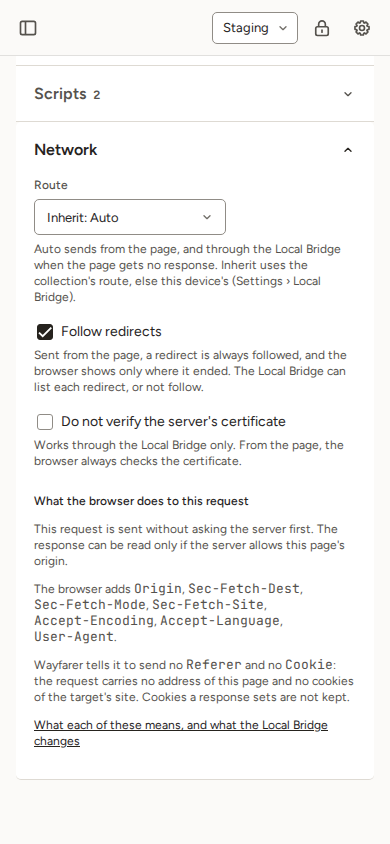 Staging
Scripts 2
Network
Route
Inherit: Auto
Auto sends from the page, and through the Local Bridge
when the page gets no response. Inherit uses the
collection's route, else this device's (Settings › Local
Bridge).
Follow redirects
Sent from the page, a redirect is always followed, and the
browser shows only where it ended. The Local Bridge can
list each redirect, or not follow.
Do not verify the server's certificate
Works through the Local Bridge only. From the page, the
browser always checks the certificate.
What the browser does to this request
This request is sent without asking the server first. The
response can be read only if the server allows this page's
origin.
The browser adds Origin, Sec-Fetch-Dest,
Sec-Fetch-Mode, Sec-Fetch-Site,
Accept-Encoding, Accept-Language,
User-Agent.
Wayfarer tells it to send no Referer and no Cookie:
the request carries no address of this page and no cookies
of the target's site. Cookies a response sets are not kept.
What each of these means, and what the Local Bridge
changes